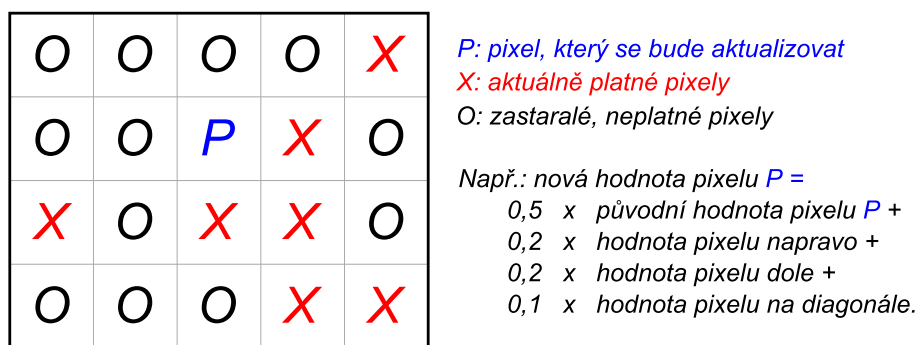 O O O O X
O O P X O
X O X X O
O O O X X
P: pixel, který se bude aktualizovat
X: aktuálně platné pixely
O: zastaralé, neplatné pixely
Např.: nová hodnota pixelu P =
0,5 x původní hodnota pixelu P +
0,2 x hodnota pixelu napravo +
0,2 x hodnota pixelu dole +
0,1 x hodnota pixelu na diagonále.